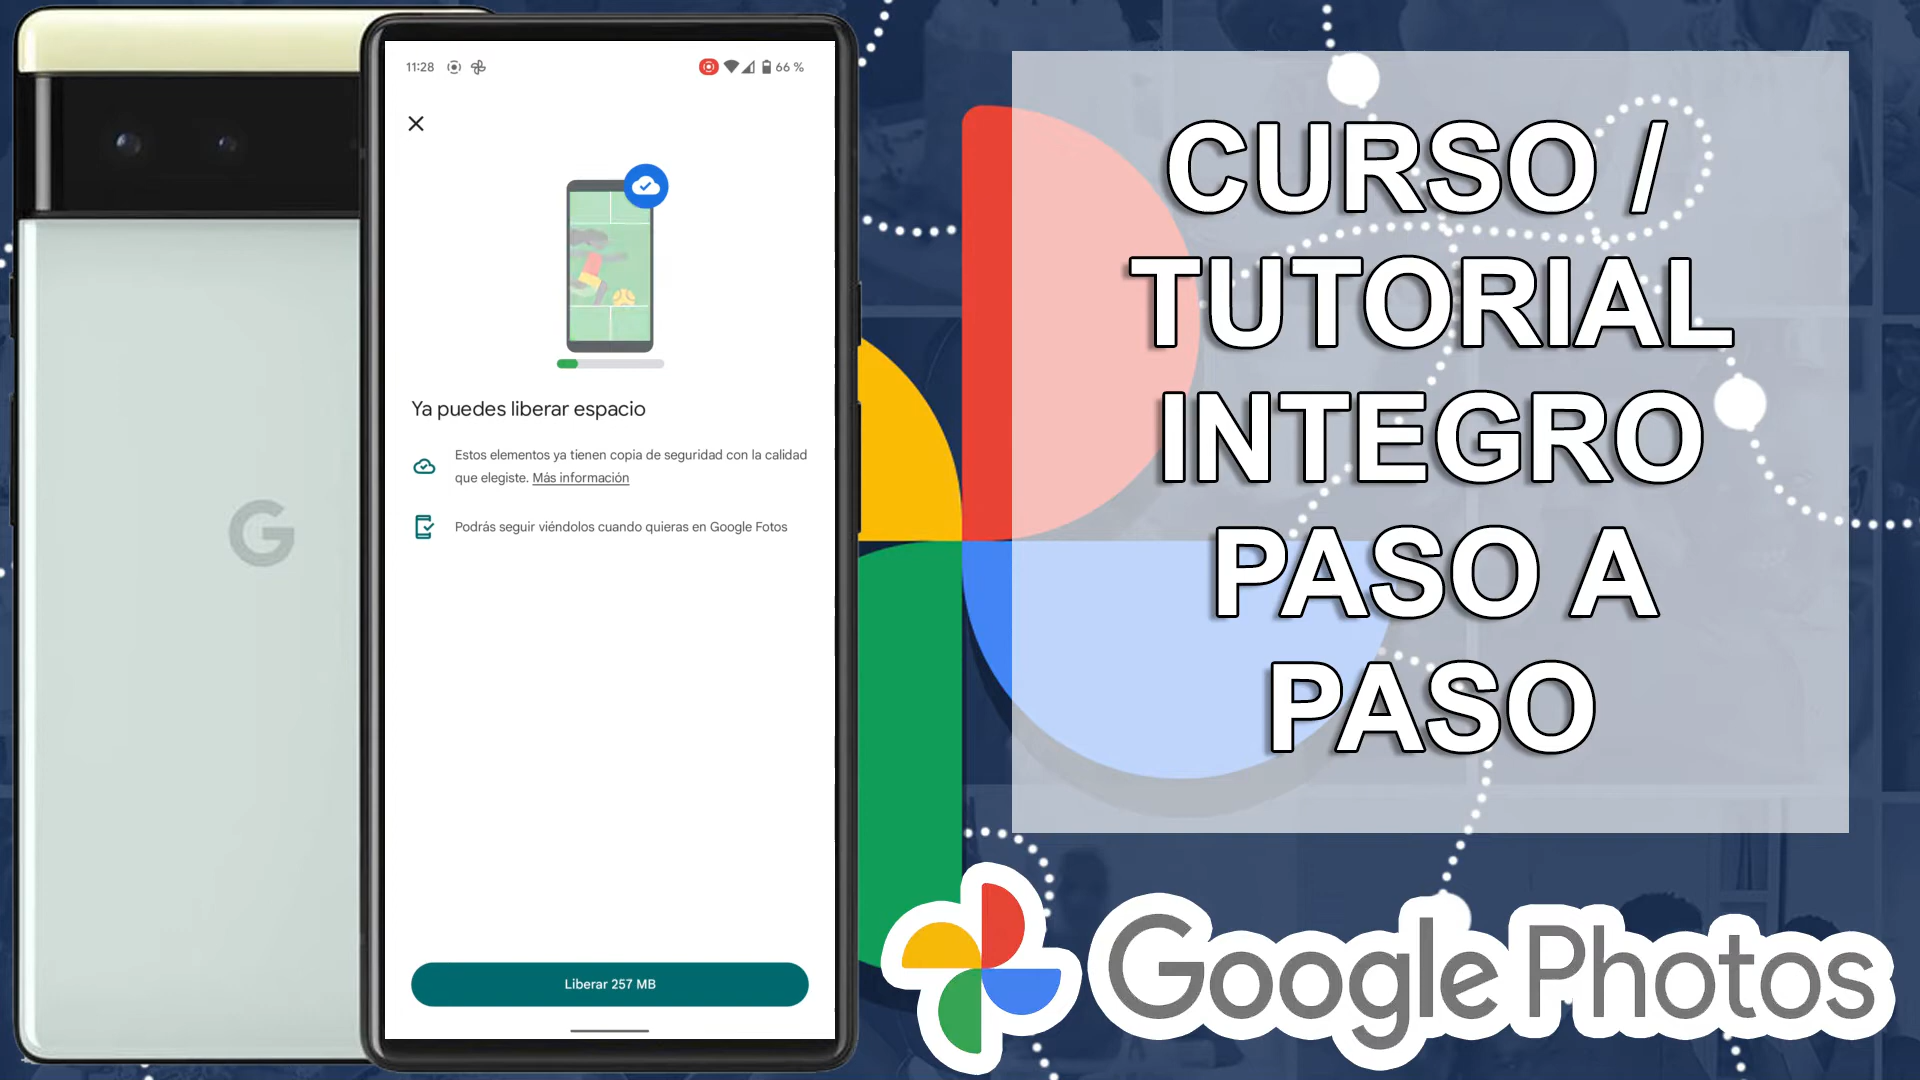 11:28
66 %
Ya puedes liberar espacio
Estos elementos ya tienen copia de seguridad con la calidad
que elegiste. Más información
Podrás seguir viéndolos cuando quieras en Google Fotos
Liberar 257 MB
G
CURSO /
TUTORIAL
INTEGRO
PASO A
PASO
Google Photos